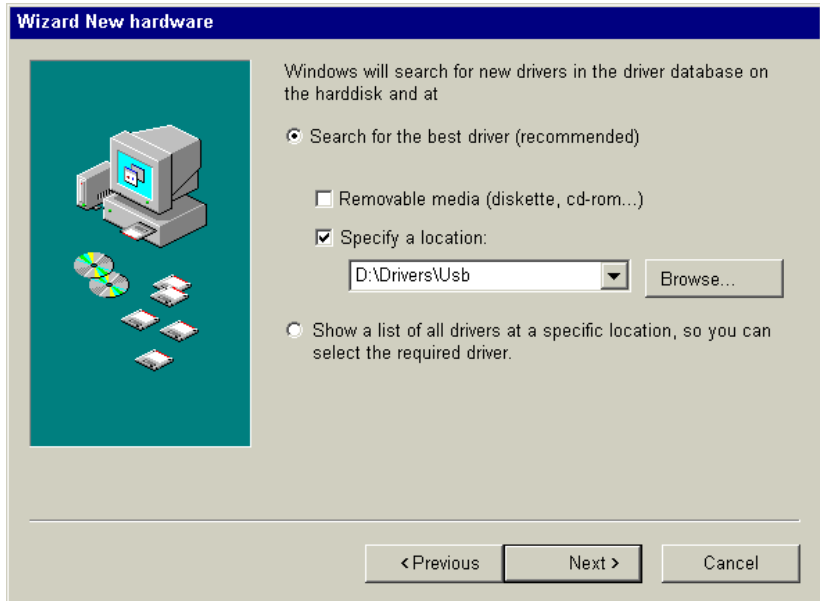 Wizard New hardware
Windows will search for new drivers in the driver database on
the harddisk and at
Search for the best driver (recommended)
Removable media (diskette, cd-rom...)
Specify a location:
D:\Drivers\Usb
Browse...
Show a list of all drivers at a specific location, so you can
select the required driver.
< Previous
Next >
Cancel